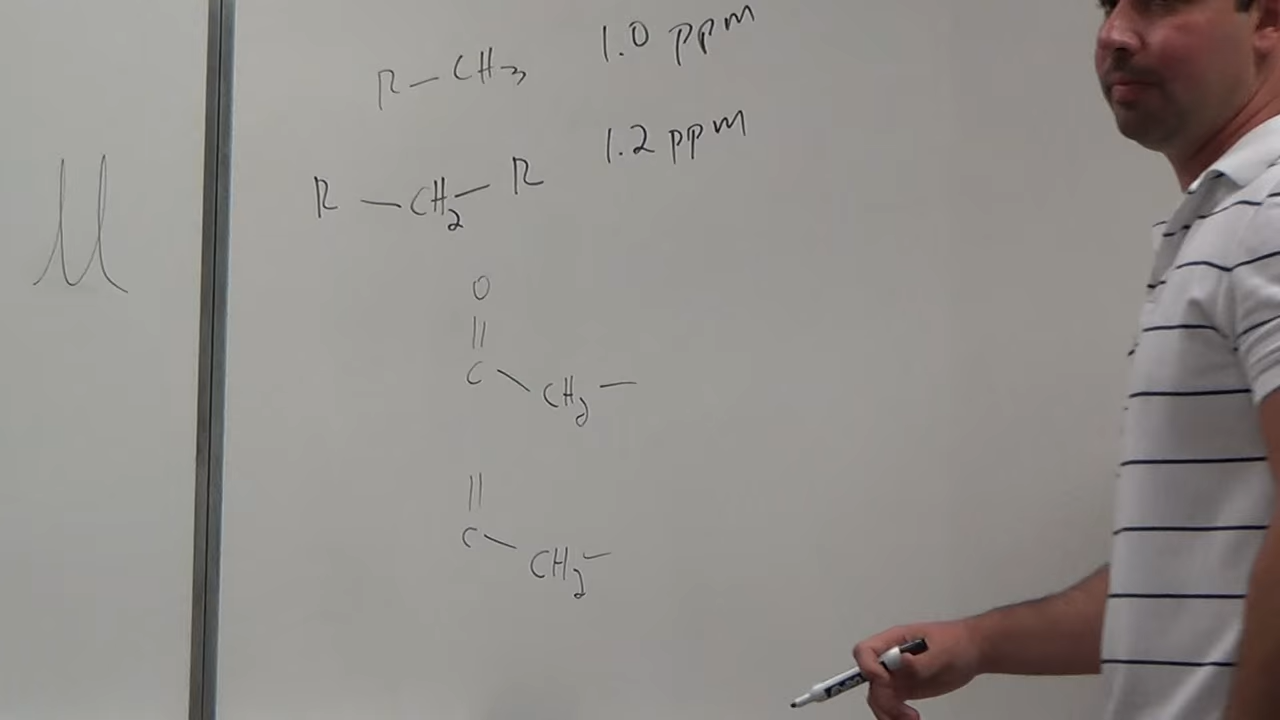 R—CH3 1.0 ppm
R—CH2—R 1.2 ppm
O
||
C\CH2—
||
C\CH2—